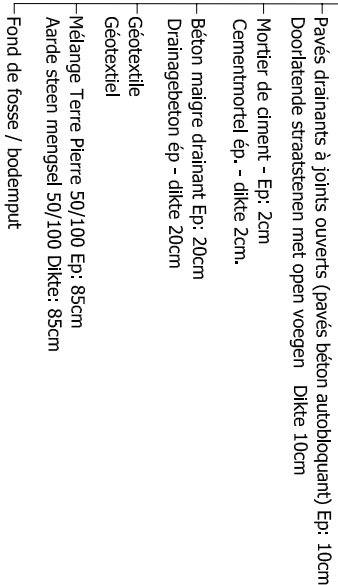 Pavés drainants à joints ouverts (pavés béton autobloquant) Ep: 10cm
Doorlatende straatstenen met open voegen Dikte 10cm
Mortier de ciment - Ep: 2cm
Cementmortel ép. - dikte 2cm.
Béton maigre drainant Ep: 20cm
Drainagebeton ép - dikte 20cm
Géotextile
Géotextiel
Mélange Terre Pierre 50/100 Ep: 85cm
Aarde steen mengsel 50/100 Dikte: 85cm
Fond de fosse / bodemput